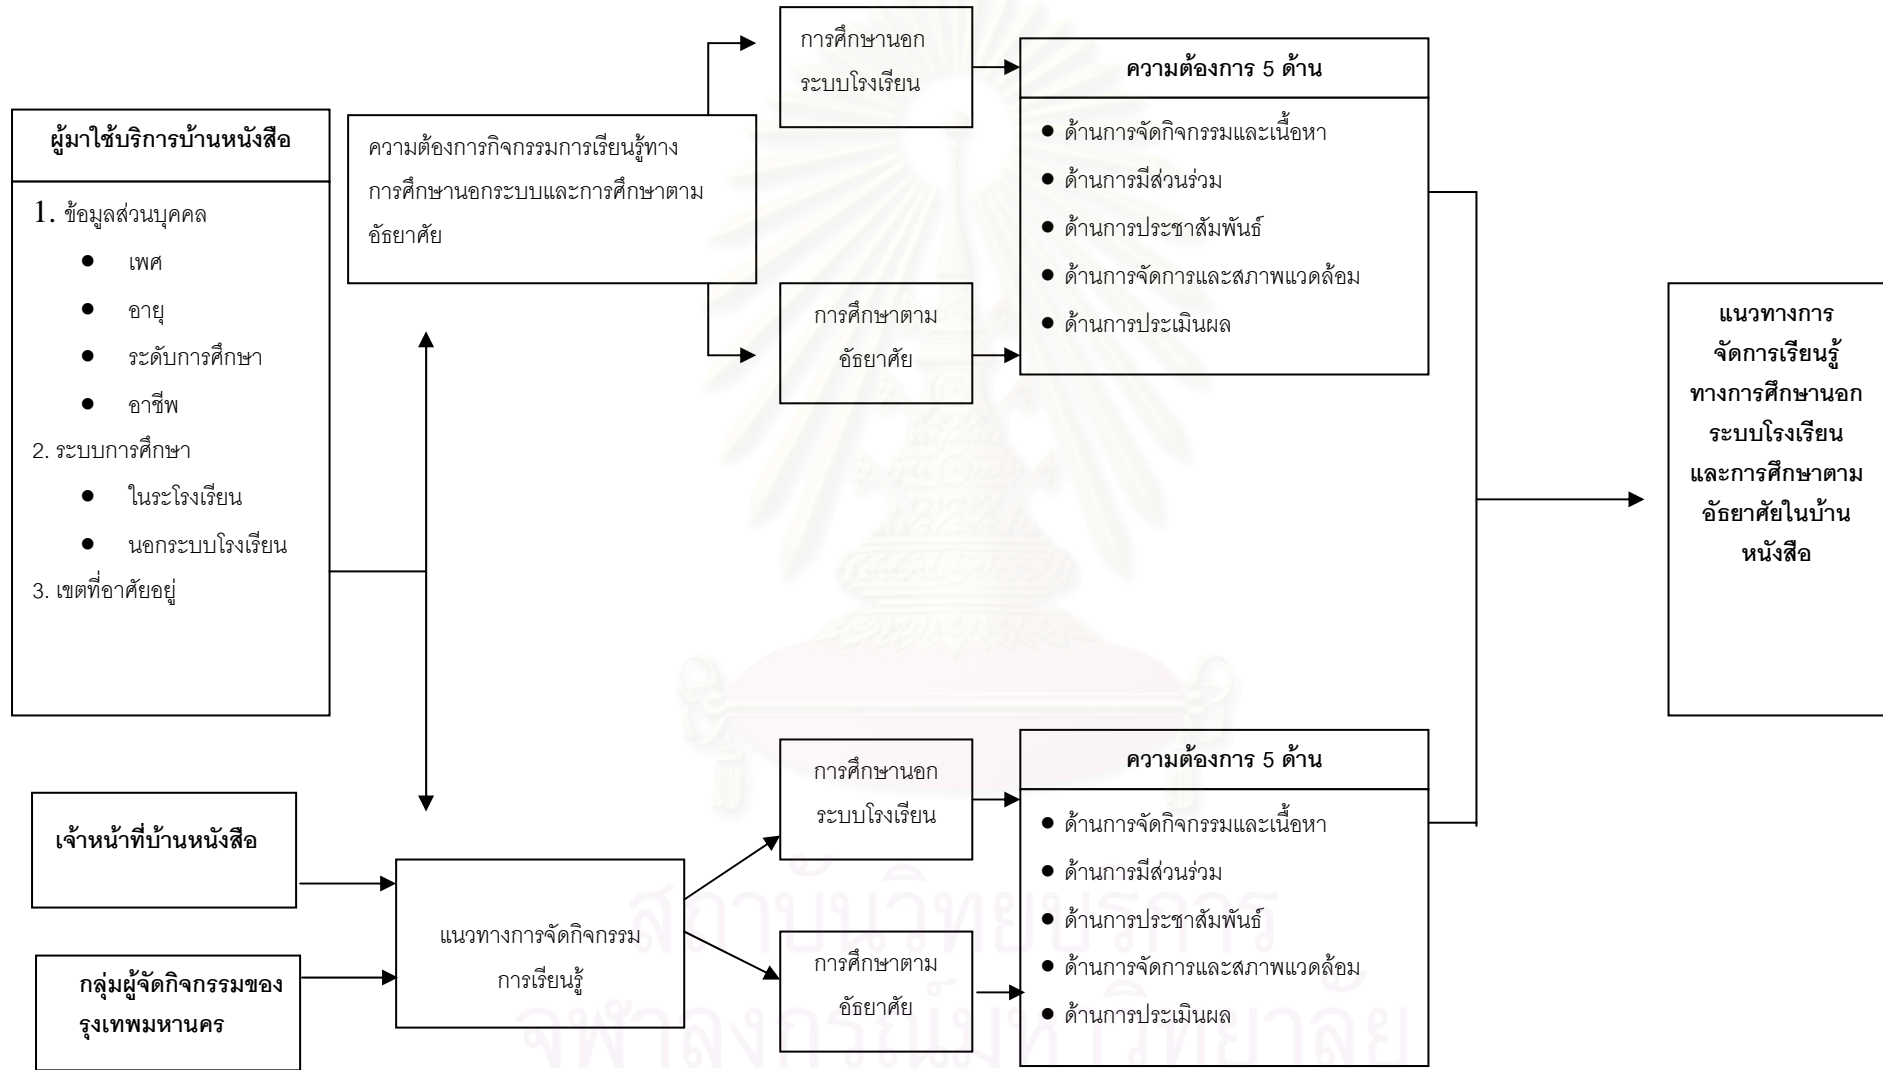 ผู้มาใช้บริการบ้านหนังสือ
1. ข้อมูลส่วนบุคคล
● เพศ
● อายุ
● ระดับการศึกษา
● อาชีพ
2. ระบบการศึกษา
● ในระโรงเรียน
● นอกระบบโรงเรียน
3. เขตที่อาศัยอยู่
ความต้องการกิจกรรมการเรียนรู้ทาง
การศึกษานอกระบบและการศึกษาตาม
อัธยาศัย
การศึกษานอก
ระบบโรงเรียน
การศึกษาตาม
อัธยาศัย
ความต้องการ 5 ด้าน
● ด้านการจัดกิจกรรมและเนื้อหา
● ด้านการมีส่วนร่วม
● ด้านการประชาสัมพันธ์
● ด้านการจัดการและสภาพแวดล้อม
● ด้านการประเมินผล
เจ้าหน้าที่บ้านหนังสือ
กลุ่มผู้จัดกิจกรรมของ
รุงเทพมหานคร
แนวทางการจัดกิจกรรม
การเรียนรู้
การศึกษานอก
ระบบโรงเรียน
การศึกษาตาม
อัธยาศัย
ความต้องการ 5 ด้าน
● ด้านการจัดกิจกรรมและเนื้อหา
● ด้านการมีส่วนร่วม
● ด้านการประชาสัมพันธ์
● ด้านการจัดการและสภาพแวดล้อม
● ด้านการประเมินผล
แนวทางการ
จัดการเรียนรู้
ทางการศึกษานอก
ระบบโรงเรียน
และการศึกษาตาม
อัธยาศัยในบ้าน
หนังสือ
สถาบันวิทยบริการ
จุฬาลงกรณ์มหาวิทยาลัย